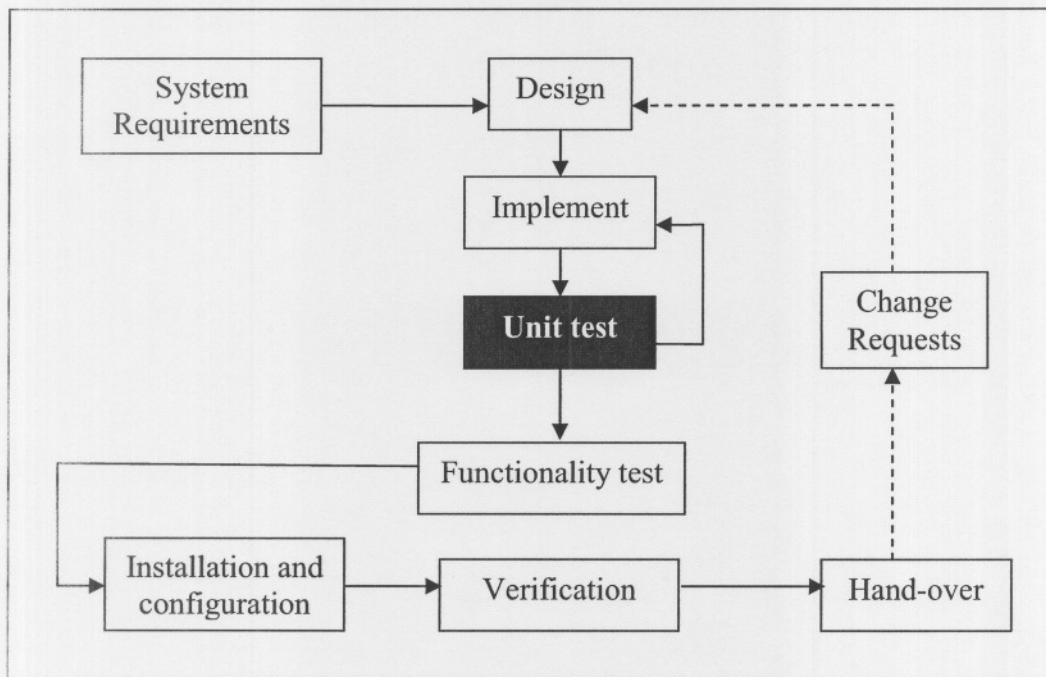 System
Requirements
Design
Implement
Unit test
Change
Requests
Functionality test
Installation and
configuration
Verification
Hand-over